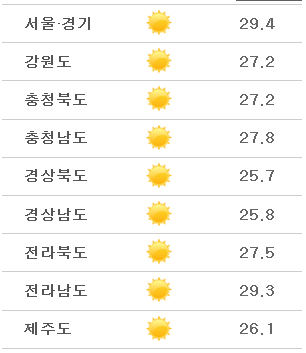 서울·경기 29.4
강원도 27.2
충청북도 27.2
충청남도 27.8
경상북도 25.7
경상남도 25.8
전라북도 27.5
전라남도 29.3
제주도 26.1